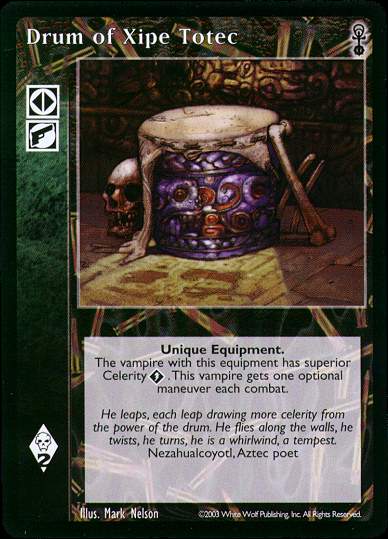 Drum of Xipe Totec
Unique Equipment.
The vampire with this equipment has superior
Celerity . This vampire gets one optional
maneuver each combat.
He leaps, each leap drawing more celerity from
the power of the drum. He flies along the walls, he
twists, he turns, he is a whirlwind, a tempest.
Nezahualcoyotl, Aztec poet
2
Illus. Mark Nelson
©2003 White Wolf Publishing, Inc. All Rights Reserved.